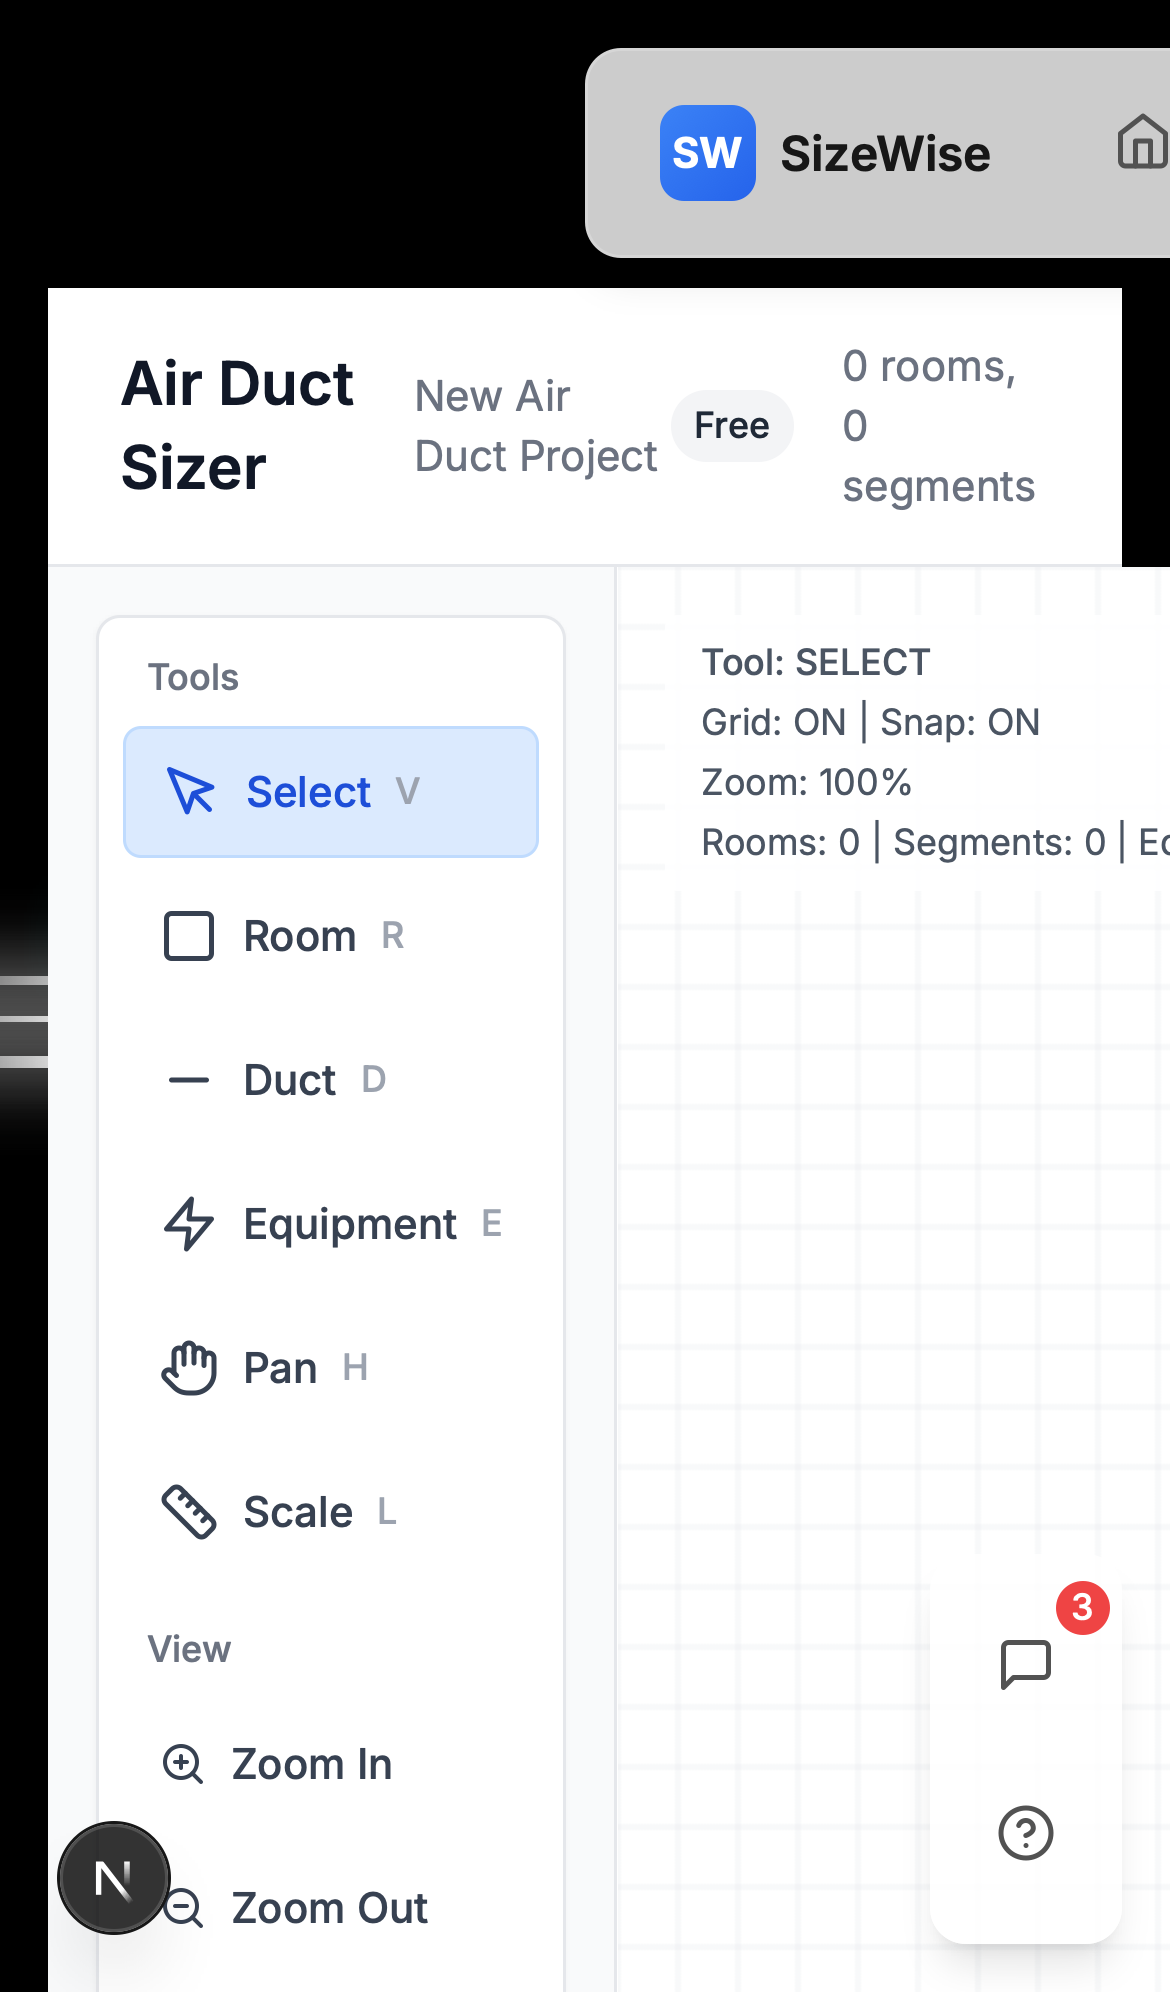 SW SizeWise
Air Duct
Sizer
New Air
Duct Project
Free
0 rooms,
0
segments
Tools
Select V
Room R
Duct D
Equipment E
Pan H
Scale L
View
Zoom In
Zoom Out
Tool: SELECT
Grid: ON | Snap: ON
Zoom: 100%
Rooms: 0 | Segments: 0 |
3
N